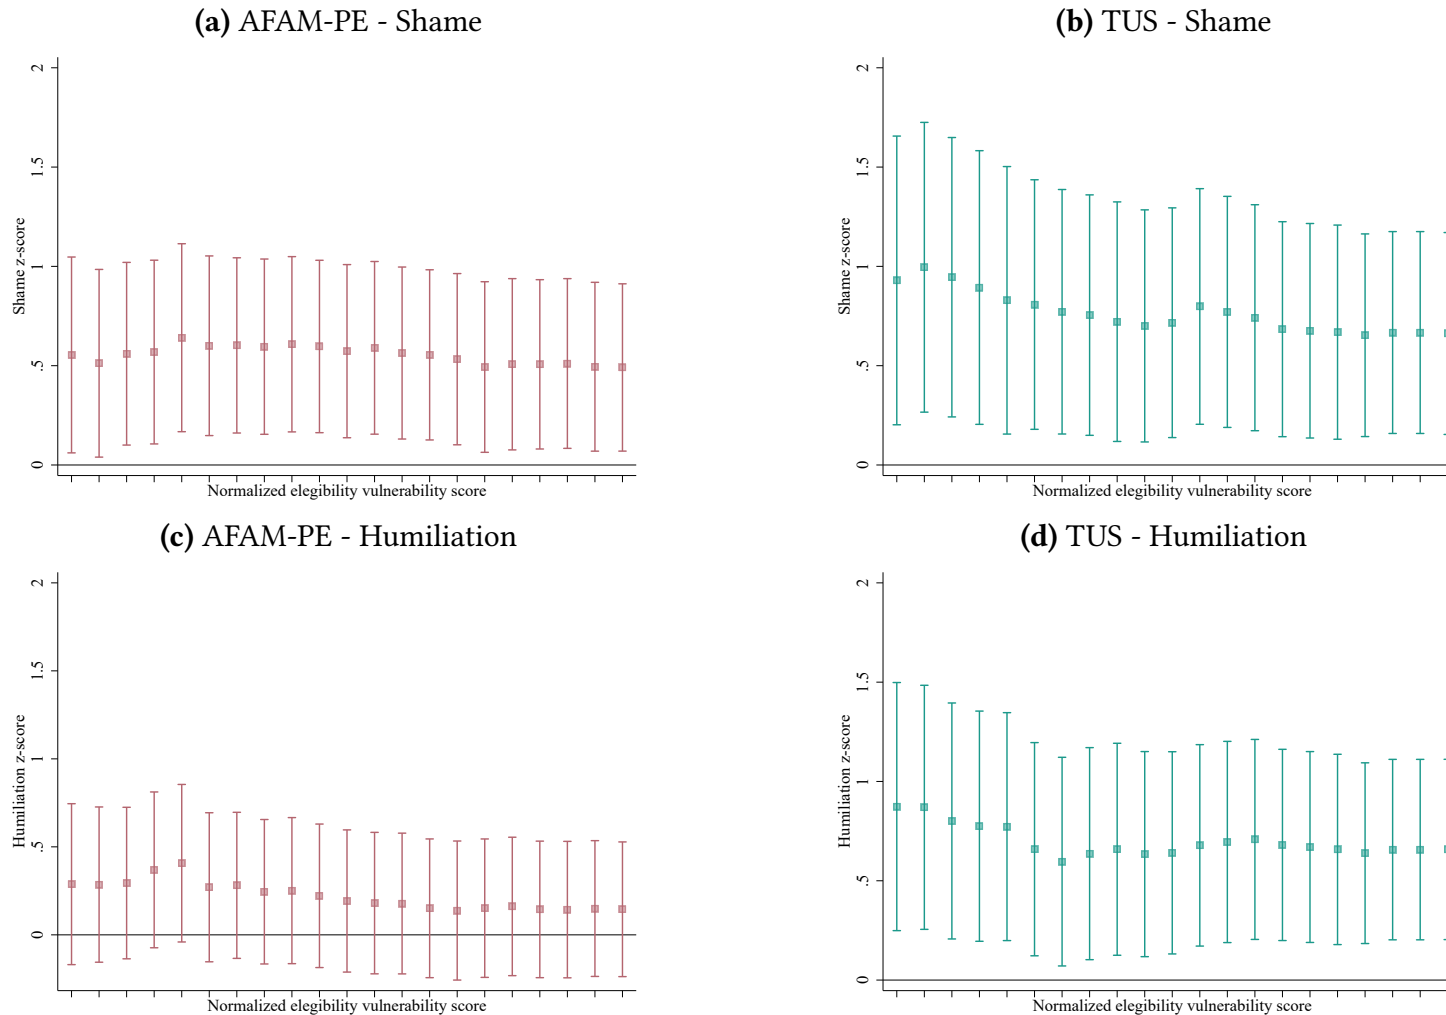 (a) AFAM-PE - Shame
2
1.5
1
.5
0
Shame z-score
Normalized elegibility vulnerability score
(b) TUS - Shame
2
1.5
1
.5
0
Shame z-score
Normalized elegibility vulnerability score
(c) AFAM-PE - Humiliation
2
1.5
1
.5
0
Humiliation z-score
Normalized elegibility vulnerability score
(d) TUS - Humiliation
2
1.5
1
.5
0
Humiliation z-score
Normalized elegibility vulnerability score